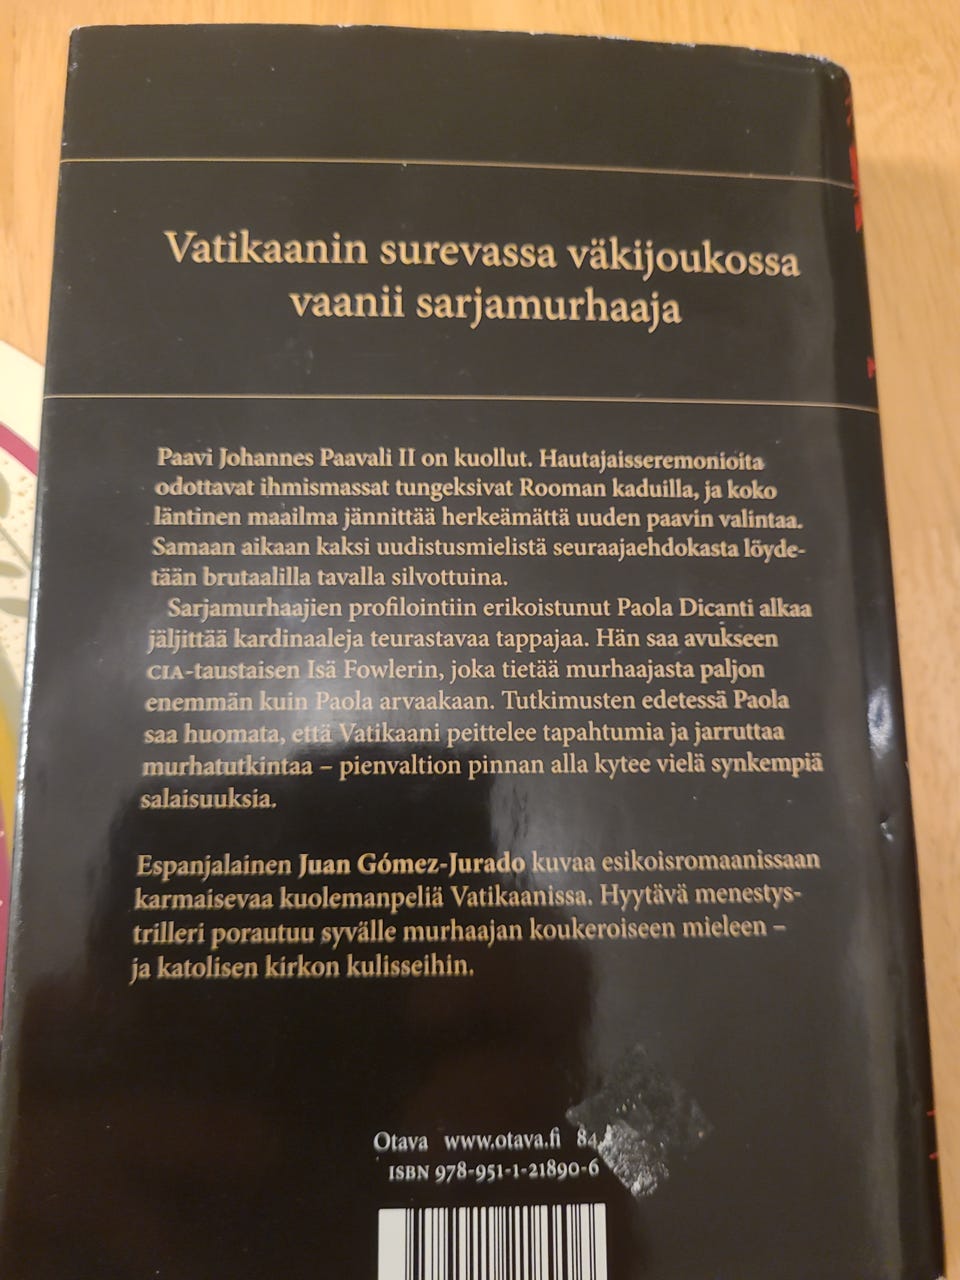 Vatikaanin surevassa väkijoukossa
vaanii sarjamurhaaja
Paavi Johannes Paavali II on kuollut. Hautajaisseremonioita
odottavat ihmismassat tungeksivat Rooman kaduilla, ja koko
läntinen maailma jännittää herkeämättä uuden paavin valintaa.
Samaan aikaan kaksi uudistusmielistä seuraajaehdokasta löyde-
tään brutaalilla tavalla silvottuina.
Sarjamurhaajien profilointiin erikoistunut Paola Dicanti alkaa
jäljittää kardinaaleja teurastavaa tappajaa. Hän saa avukseen
CIA-taustaisen Isä Fowlerin, joka tietää murhaajasta paljon
enemmän kuin Paola arvaakaan. Tutkimusten edetessä Paola
saa huomata, että Vatikaani peittelee tapahtumia ja jarruttaa
murhatutkintaa – pienvaltion pinnan alla kytee vielä synkempiä
salaisuuksia.
Espanjalainen Juan Gómez-Jurado kuvaa esikoisromaanissaan
karmaisevaa kuolemanpeliä Vatikaanissa. Hyytävä menestys-
trilleri porautuu syvälle murhaajan koukeroiseen mieleen –
ja katolisen kirkon kulisseihin.
Otava www.otava.fi 84.
ISBN 978-951-1-21890-6